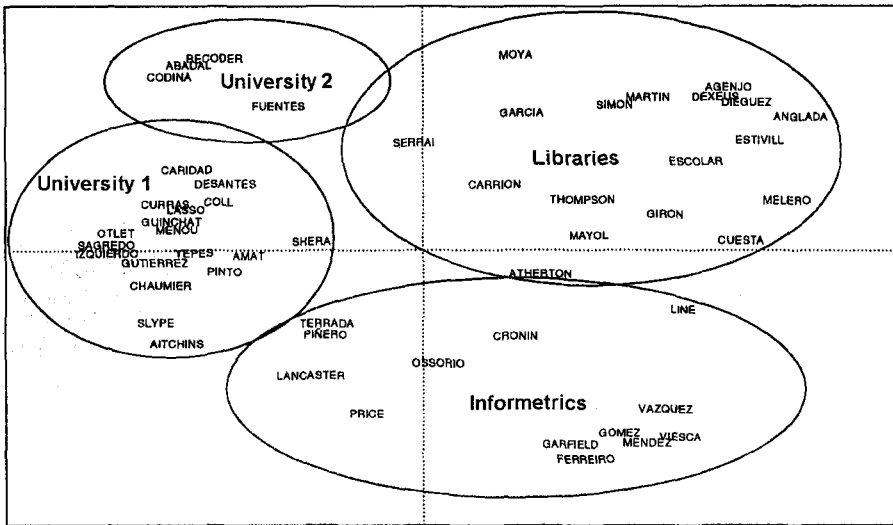 BECODER
ABADAL
CODINA
University 2
FUENTES
MOYA
GARCIA
SIMON
MARTIN
AGENJO
DEXEUS
DIEGUEZ
ANGLADA
SERRAI
ESTIVILL
Libraries
ESCOLAR
CARRION
THOMPSON
GIRON
MELERO
MAYOL
CUESTA
ATHERTON
CARIDAD
University 1
DESANTES
CURRAS
COLL
LASSO
GUINCHAT
MENOU
OTLET
SHERA
SAGREDO
IZQUIERDO
YEPES
AMAT
GUTIERREZ
PINTO
CHAUMIER
SLYPE
AITCHINS
LINE
TERRADA
PIÑERO
CRONIN
OSSORIO
LANCASTER
Informetrics
PRICE
VAZQUEZ
GOMEZ
VIESCA
GARFIELD
MENDEZ
FERREIRO